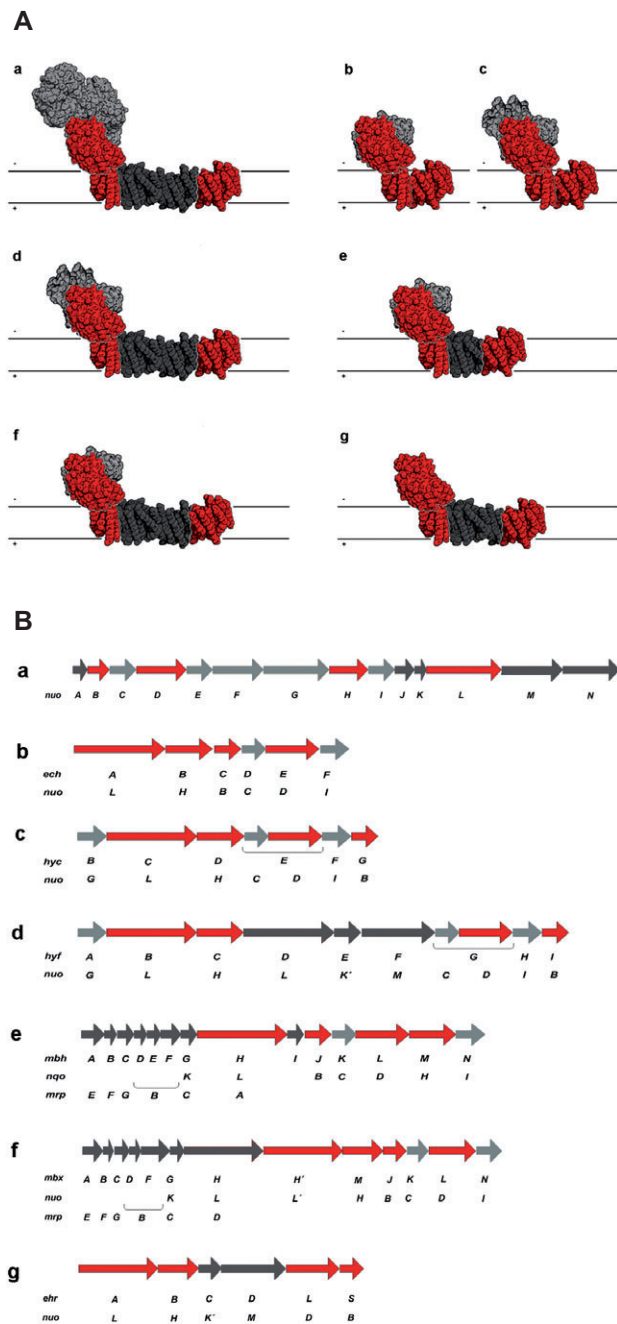 A
a
b
c
-
-
-
+
+
+
d
e
-
-
+
+
f
g
-
-
+
+
B
a
nuo A B C D E F G H I J K L M N
b
ech A B C D E F
nuo L H B C D I
c
hyc B C D E F G
nuo G L H C D I B
d
hyf A B C D E F G H I
nuo G L H L K´ M C D I B
e
mbh A B C D E F G H I J K L M N
nqo K L B C D H I
mrp E F G B C A
f
mbx A B C D F G H H´ M J K L N
nuo K L L´ H B C D I
mrp E F G B C D
g
ehr A B C D L S
nuo L H K´ M D B